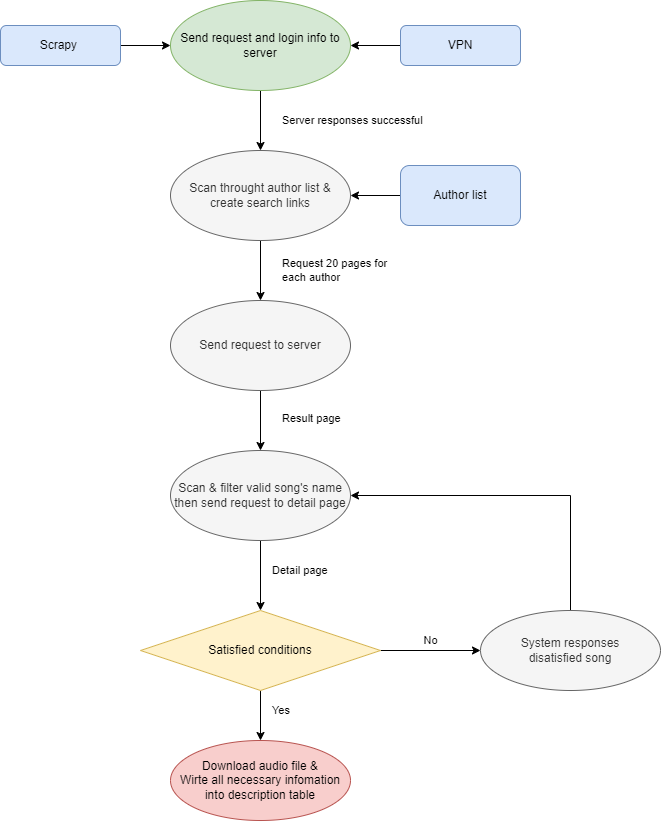 Scrapy
Send request and login info to
server
VPN
Server responses successful
Scan throught author list &
create search links
Author list
Request 20 pages for
each author
Send request to server
Result page
Scan & filter valid song's name
then send request to detail page
Detail page
Satisfied conditions
No
System responses
disatisfied song
Yes
Download audio file &
Wirte all necessary infomation
into description table